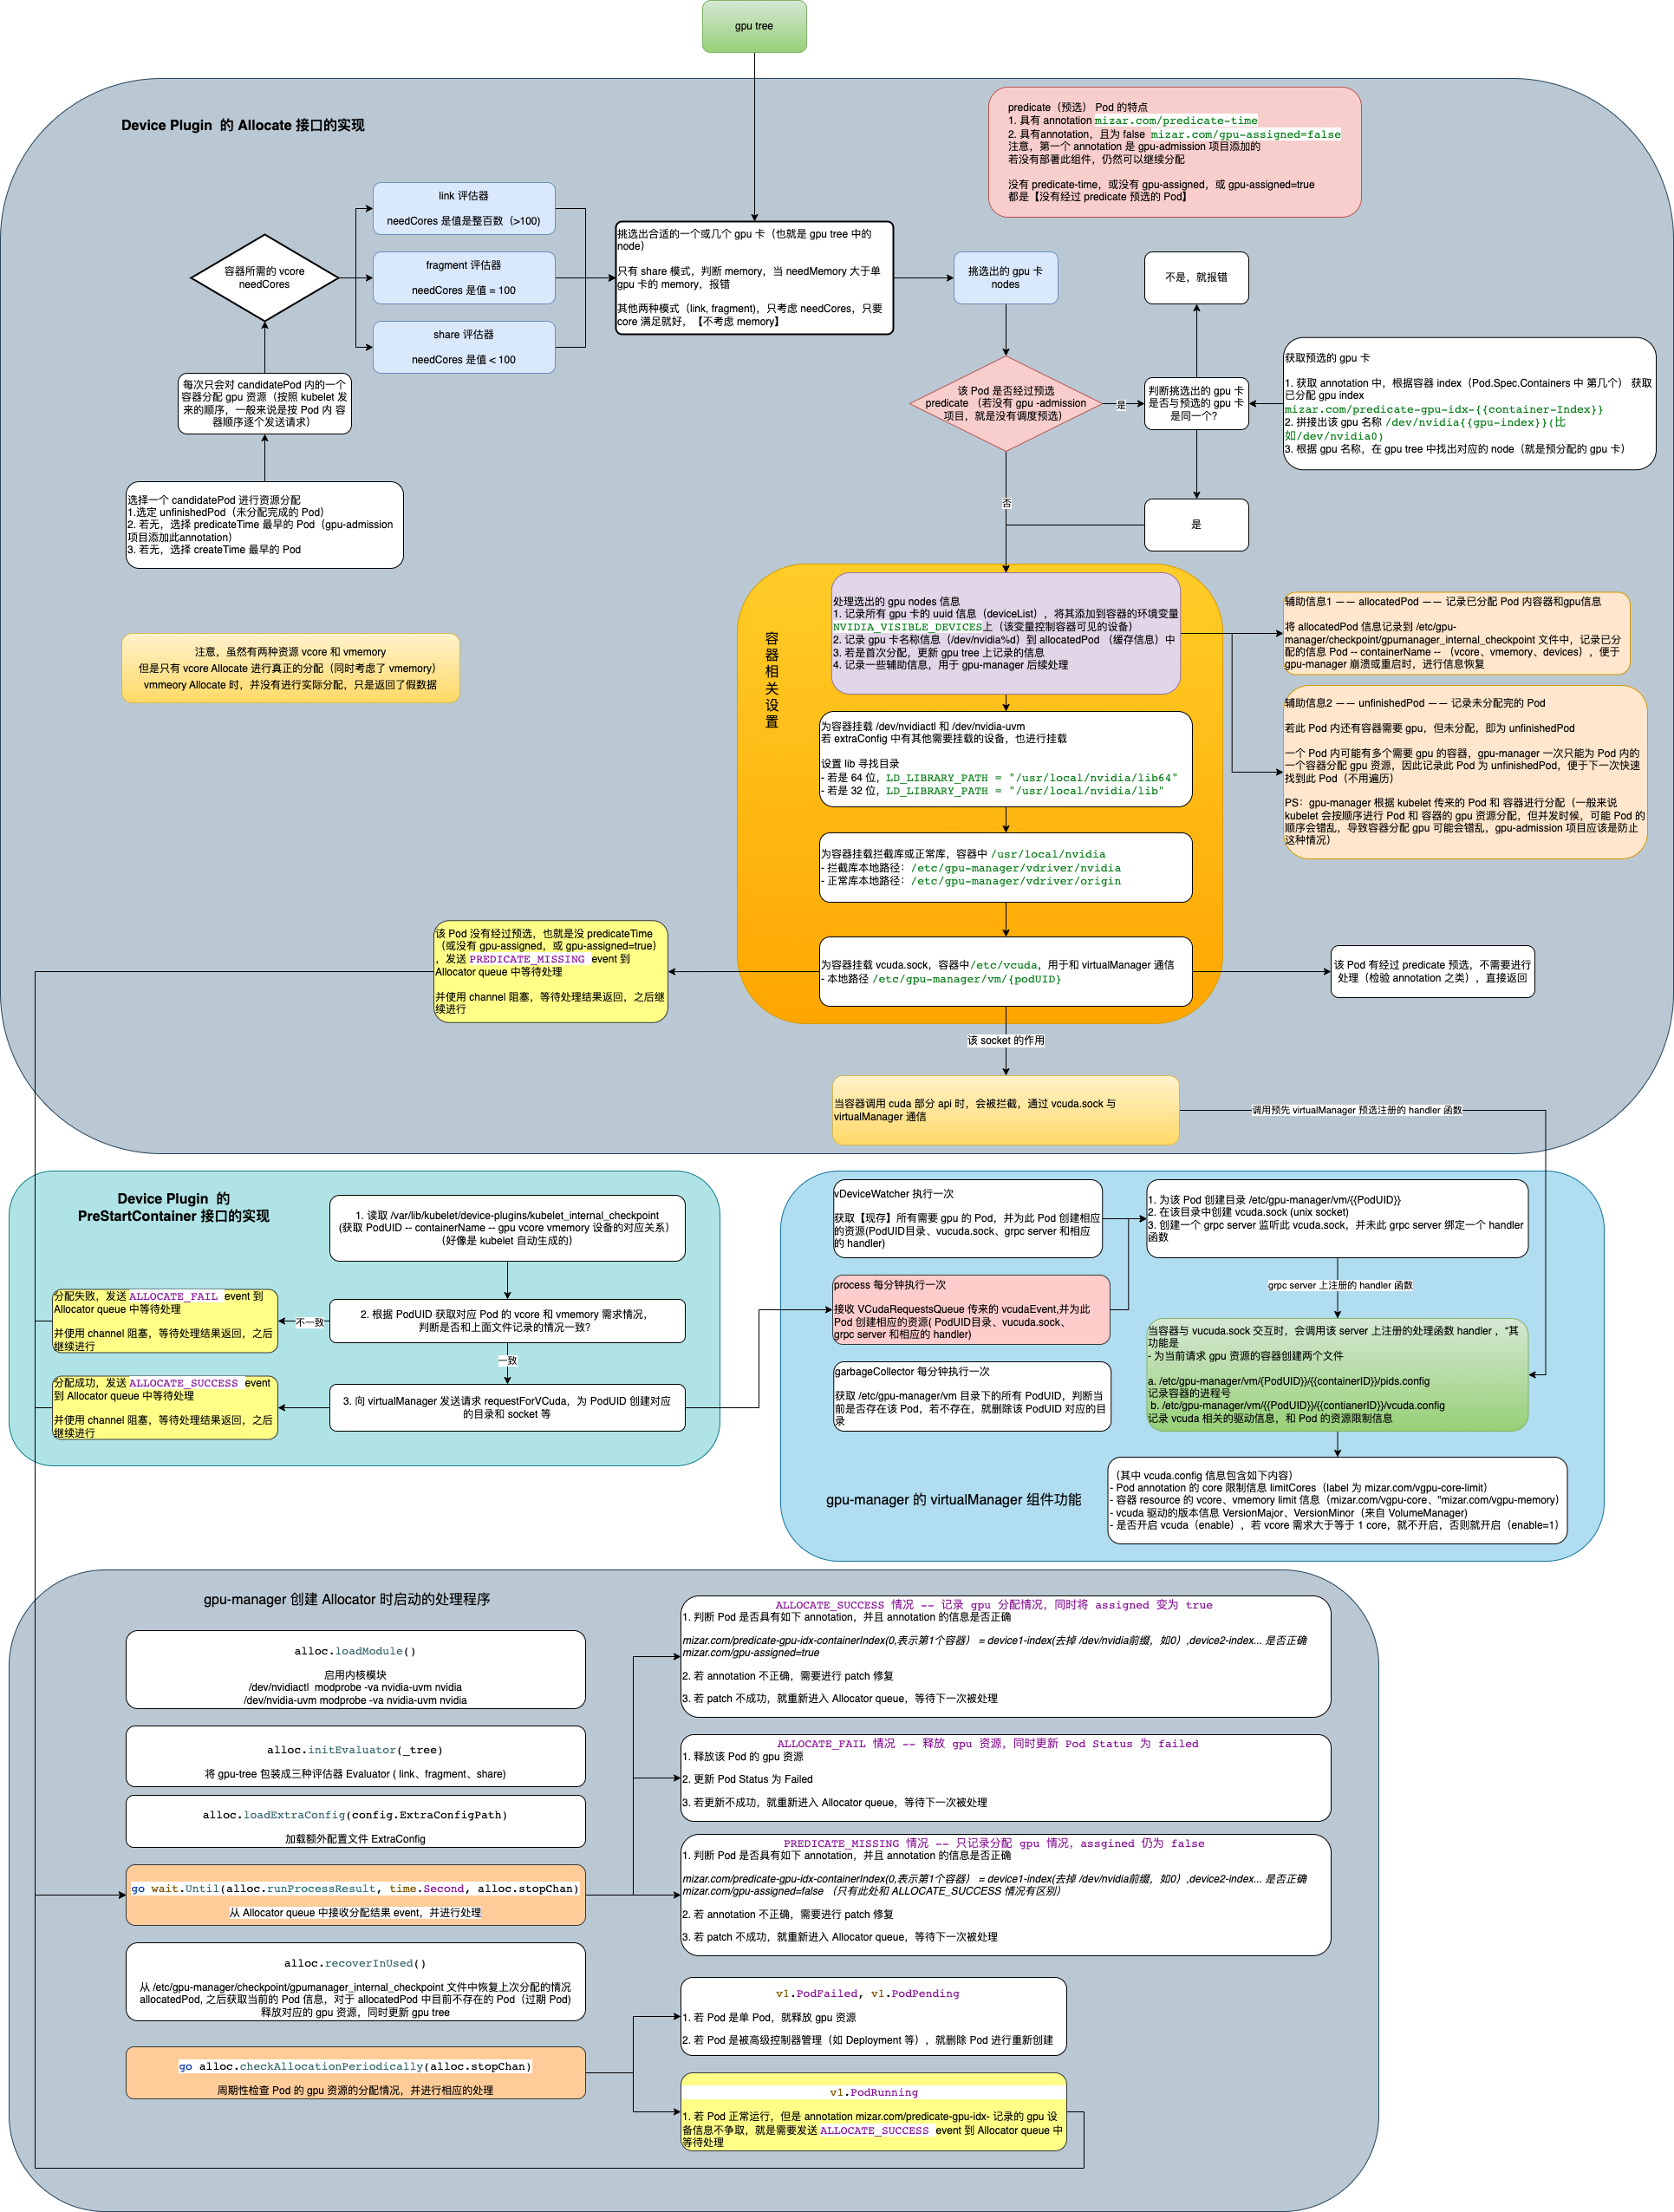 gpu tree
Device Plugin 的 Allocate 接口的实现
predicate（预选） Pod 的特点
1. 具有 annotation mizar.com/predicate-time
2. 具有annotation，且为 false mizar.com/gpu-assigned=false
注意，第一个 annotation 是 gpu-admission 项目添加的
若没有部署此组件，仍然可以继续分配
没有 predicate-time，或没有 gpu-assigned，或 gpu-assigned=true
都是【没有经过 predicate 预选的 Pod】
link 评估器
needCores 是值是整百数（>100)
容器所需的 vcore
needCores
fragment 评估器
needCores 是值 = 100
share 评估器
needCores 是值 < 100
挑选出合适的一个或几个 gpu 卡（也就是 gpu tree 中的
node）
只有 share 模式，判断 memory，当 needMemory 大于单
gpu 卡的 memory，报错
其他两种模式（link, fragment)，只考虑 needCores，只要
core 满足就好，【不考虑 memory】
挑选出的 gpu 卡
nodes
不是，就报错
每次只会对 candidatePod 内的一个
容器分配 gpu 资源（按照 kubelet 发
来的顺序，一般来说是按 Pod 内 容
器顺序逐个发送请求）
该 Pod 是否经过预选
predicate （若没有 gpu -admission
项目，就是没有调度预选）
是
判断挑选出的 gpu 卡
是否与预选的 gpu 卡
是同一个?
获取预选的 gpu 卡
1. 获取 annotation 中，根据容器 index（Pod.Spec.Containers 中 第几个） 获取
已分配 gpu index
mizar.com/predicate-gpu-idx-{{container-Index}}
2. 拼接出该 gpu 名称 /dev/nvidia{{gpu-index}}(比
如/dev/nvidia0)
3. 根据 gpu 名称，在 gpu tree 中找出对应的 node（就是预分配的 gpu 卡）
选择一个 candidatePod 进行资源分配
1.选定 unfinishedPod（未分配完成的 Pod）
2. 若无，选择 predicateTime 最早的 Pod（gpu-admission
项目添加此annotation）
3. 若无，选择 createTime 最早的 Pod
否
是
容器相关设置
处理选出的 gpu nodes 信息
1. 记录所有 gpu 卡的 uuid 信息（deviceList），将其添加到容器的环境变量
NVIDIA_VISIBLE_DEVICES上（该变量控制容器可见的设备）
2. 记录 gpu 卡名称信息（/dev/nvidia%d）到 allocatedPod （缓存信息）中
3. 若是首次分配，更新 gpu tree 上记录的信息
4. 记录一些辅助信息，用于 gpu-manager 后续处理
辅助信息1 —— allocatedPod —— 记录已分配 Pod 内容器和gpu信息
将 allocatedPod 信息记录到 /etc/gpu-
manager/checkpoint/gpumanager_internal_checkpoint 文件中，记录已分
配的信息 Pod -- containerName -- （vcore、vmemory、devices），便于
gpu-manager 崩溃或重启时，进行信息恢复
注意，虽然有两种资源 vcore 和 vmemory
但是只有 vcore Allocate 进行真正的分配（同时考虑了 vmemory）
vmmeory Allocate 时，并没有进行实际分配，只是返回了假数据
辅助信息2 —— unfinishedPod —— 记录未分配完的 Pod
若此 Pod 内还有容器需要 gpu，但未分配，即为 unfinishedPod
一个 Pod 内可能有多个需要 gpu 的容器，gpu-manager 一次只能为 Pod 内的
一个容器分配 gpu 资源，因此记录此 Pod 为 unfinishedPod，便于下一次快速
找到此 Pod（不用遍历）
PS：gpu-manager 根据 kubelet 传来的 Pod 和 容器进行分配（一般来说
kubelet 会按顺序进行 Pod 和 容器的 gpu 资源分配，但并发时候，可能 Pod 的
顺序会错乱，导致容器分配 gpu 可能会错乱，gpu-admission 项目应该是防止
这种情况）
为容器挂载 /dev/nvidiactl 和 /dev/nvidia-uvm
若 extraConfig 中有其他需要挂载的设备，也进行挂载
设置 lib 寻找目录
- 若是 64 位，LD_LIBRARY_PATH = "/usr/local/nvidia/lib64"
- 若是 32 位，LD_LIBRARY_PATH = "/usr/local/nvidia/lib"
为容器挂载拦截库或正常库，容器中 /usr/local/nvidia
- 拦截库本地路径：/etc/gpu-manager/vdriver/nvidia
- 正常库本地路径：/etc/gpu-manager/vdriver/origin
该 Pod 没有经过预选，也就是没 predicateTime
（或没有 gpu-assigned，或 gpu-assigned=true）
，发送 PREDICATE_MISSING event 到
Allocator queue 中等待处理
并使用 channel 阻塞，等待处理结果返回，之后继
续进行
为容器挂载 vcuda.sock，容器中/etc/vcuda，用于和 virtualManager 通信
- 本地路径 /etc/gpu-manager/vm/{podUID}
该 Pod 有经过 predicate 预选，不需要进行
处理（检验 annotation 之类），直接返回
该 socket 的作用
当容器调用 cuda 部分 api 时，会被拦截，通过 vcuda.sock 与
virtualManager 通信
调用预先 virtualManager 预选注册的 handler 函数
Device Plugin 的
PreStartContainer 接口的实现
1. 读取 /var/lib/kubelet/device-plugins/kubelet_internal_checkpoint
(获取 PodUID -- containerName -- gpu vcore vmemory 设备的对应关系）
（好像是 kubelet 自动生成的）
分配失败，发送 ALLOCATE_FAIL event 到
Allocator queue 中等待处理
并使用 channel 阻塞，等待处理结果返回，之后
继续进行
不一致
2. 根据 PodUID 获取对应 Pod 的 vcore 和 vmemory 需求情况，
判断是否和上面文件记录的情况一致?
一致
分配成功，发送 ALLOCATE_SUCCESS event
到 Allocator queue 中等待处理
并使用 channel 阻塞，等待处理结果返回，之后
继续进行
3. 向 virtualManager 发送请求 requestForVCuda，为 PodUID 创建对应
的目录和 socket 等
vDeviceWatcher 执行一次
获取【现存】所有需要 gpu 的 Pod，并为此 Pod 创建相应
的资源(PodUID目录、vucuda.sock、grpc server 和相应
的 handler)
process 每分钟执行一次
接收 VCudaRequestsQueue 传来的 vcudaEvent,并为此
Pod 创建相应的资源( PodUID目录、vucuda.sock、
grpc server 和相应的 handler)
garbageCollector 每分钟执行一次
获取 /etc/gpu-manager/vm 目录下的所有 PodUID，判断当
前是否存在该 Pod，若不存在，就删除该 PodUID 对应的目
录
1. 为该 Pod 创建目录 /etc/gpu-manager/vm/{{PodUID}}
2. 在该目录中创建 vcuda.sock (unix socket)
3. 创建一个 grpc server 监听此 vcuda.sock，并未此 grpc server 绑定一个 handler
函数
grpc server 上注册的 handler 函数
当容器与 vucuda.sock 交互时，会调用该 server 上注册的处理函数 handler ，“其
功能是
- 为当前请求 gpu 资源的容器创建两个文件
a. /etc/gpu-manager/vm/{PodUID}}/{{containerID}}/pids.config
记录容器的进程号
b. /etc/gpu-manager/vm/{{PodUID}}/{{contianerID}}/vcuda.config
记录 vcuda 相关的驱动信息，和 Pod 的资源限制信息
gpu-manager 的 virtualManager 组件功能
（其中 vcuda.config 信息包含如下内容）
- Pod annotation 的 core 限制信息 limitCores（label 为 mizar.com/vgpu-core-limit）
- 容器 resource 的 vcore、vmemory limit 信息（mizar.com/vgpu-core、"mizar.com/vgpu-memory）
- vcuda 驱动的版本信息 VersionMajor、VersionMinor（来自 VolumeManager)
- 是否开启 vcuda（enable），若 vcore 需求大于等于 1 core，就不开启，否则就开启（enable=1）
gpu-manager 创建 Allocator 时启动的处理程序
alloc.loadModule()
启用内核模块
/dev/nvidiactl modprobe -va nvidia-uvm nvidia
/dev/nvidia-uvm modprobe -va nvidia-uvm nvidia
alloc.initEvaluator(_tree)
将 gpu-tree 包装成三种评估器 Evaluator ( link、fragment、share)
alloc.loadExtraConfig(config.ExtraConfigPath)
加载额外配置文件 ExtraConfig
go wait.Until(alloc.runProcessResult, time.Second, alloc.stopChan)
从 Allocator queue 中接收分配结果 event，并进行处理
alloc.recoverInUsed()
从 /etc/gpu-manager/checkpoint/gpumanager_internal_checkpoint 文件中恢复上次分配的情况
allocatedPod, 之后获取当前的 Pod 信息，对于 allocatedPod 中目前不存在的 Pod（过期 Pod)
释放对应的 gpu 资源，同时更新 gpu tree
go alloc.checkAllocationPeriodically(alloc.stopChan)
周期性检查 Pod 的 gpu 资源的分配情况，并进行相应的处理
ALLOCATE_SUCCESS 情况 -- 记录 gpu 分配情况，同时将 assigned 变为 true
1. 判断 Pod 是否具有如下 annotation，并且 annotation 的信息是否正确
mizar.com/predicate-gpu-idx-containerIndex(0,表示第1个容器） = device1-index(去掉 /dev/nvidia前缀，如0）,device2-index... 是否正确
mizar.com/gpu-assigned=true
2. 若 annotation 不正确，需要进行 patch 修复
3. 若 patch 不成功，就重新进入 Allocator queue，等待下一次被处理
ALLOCATE_FAIL 情况 -- 释放 gpu 资源，同时更新 Pod Status 为 failed
1. 释放该 Pod 的 gpu 资源
2. 更新 Pod Status 为 Failed
3. 若更新不成功，就重新进入 Allocator queue，等待下一次被处理
PREDICATE_MISSING 情况 -- 只记录分配 gpu 情况，assgined 仍为 false
1. 判断 Pod 是否具有如下 annotation，并且 annotation 的信息是否正确
mizar.com/predicate-gpu-idx-containerIndex(0,表示第1个容器） = device1-index(去掉 /dev/nvidia前缀，如0）,device2-index... 是否正确
mizar.com/gpu-assigned=false （只有此处和 ALLOCATE_SUCCESS 情况有区别）
2. 若 annotation 不正确，需要进行 patch 修复
3. 若 patch 不成功，就重新进入 Allocator queue，等待下一次被处理
v1.PodFailed, v1.PodPending
1. 若 Pod 是单 Pod，就释放 gpu 资源
2. 若 Pod 是被高级控制器管理（如 Deployment 等），就删除 Pod 进行重新创建
v1.PodRunning
1. 若 Pod 正常运行，但是 annotation mizar.com/predicate-gpu-idx- 记录的 gpu 设
备信息不争取，就是需要发送 ALLOCATE_SUCCESS event 到 Allocator queue 中
等待处理